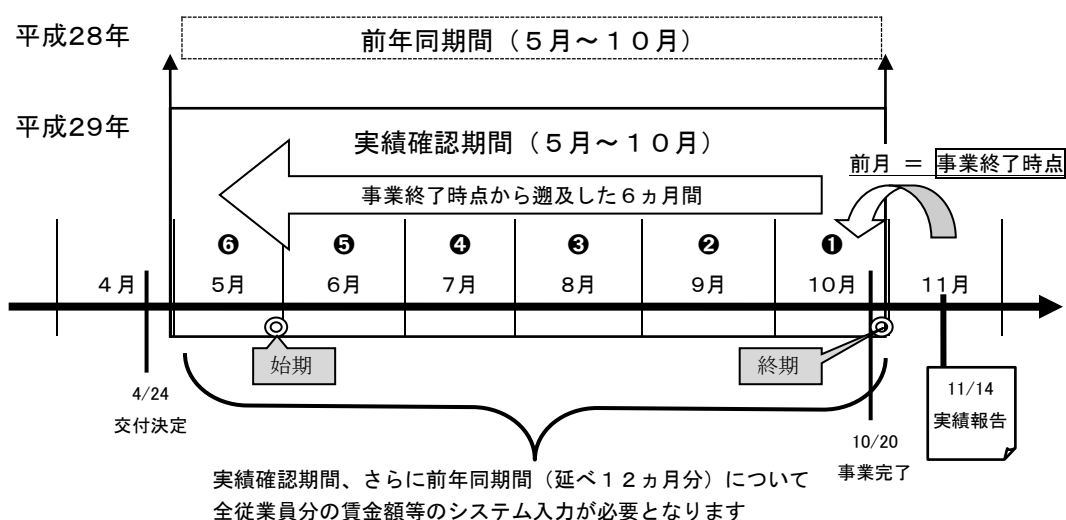 平成28年
前年同期間（５月～１０月）
平成29年
実績確認期間（５月～１０月）
前月 ＝ 事業終了時点
事業終了時点から遡及した６ヵ月間
❻ ❺ ❹ ❸ ❷ ❶
４月 5月 6月 7月 8月 9月 10月 11月
始期 終期
4/24
交付決定
11/14
実績報告
10/20
事業完了
実績確認期間、さらに前年同期間（延べ１２ヵ月分）について
全従業員分の賃金額等のシステム入力が必要となります